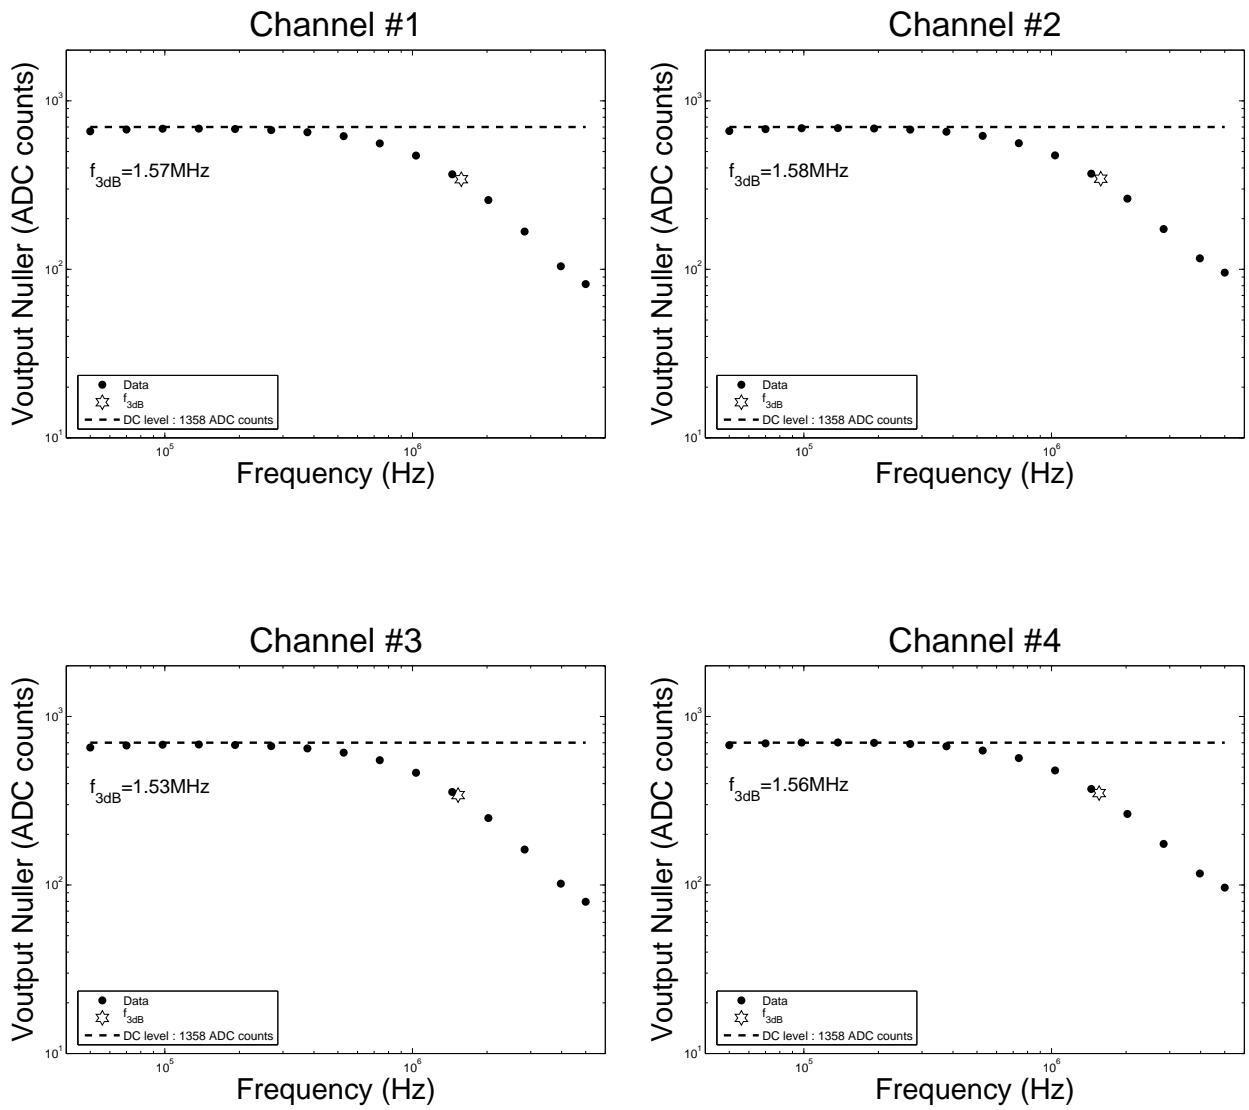 Channel #1
Voutput Nuller (ADC counts)
10³
10²
10¹
f3dB=1.57MHz
Data
f3dB
DC level : 1358 ADC counts
10⁵
10⁶
Frequency (Hz)
Channel #2
Voutput Nuller (ADC counts)
10³
10²
10¹
f3dB=1.58MHz
Data
f3dB
DC level : 1358 ADC counts
10⁵
10⁶
Frequency (Hz)
Channel #3
Voutput Nuller (ADC counts)
10³
10²
10¹
f3dB=1.53MHz
Data
f3dB
DC level : 1358 ADC counts
10⁵
10⁶
Frequency (Hz)
Channel #4
Voutput Nuller (ADC counts)
10³
10²
10¹
f3dB=1.56MHz
Data
f3dB
DC level : 1358 ADC counts
10⁵
10⁶
Frequency (Hz)